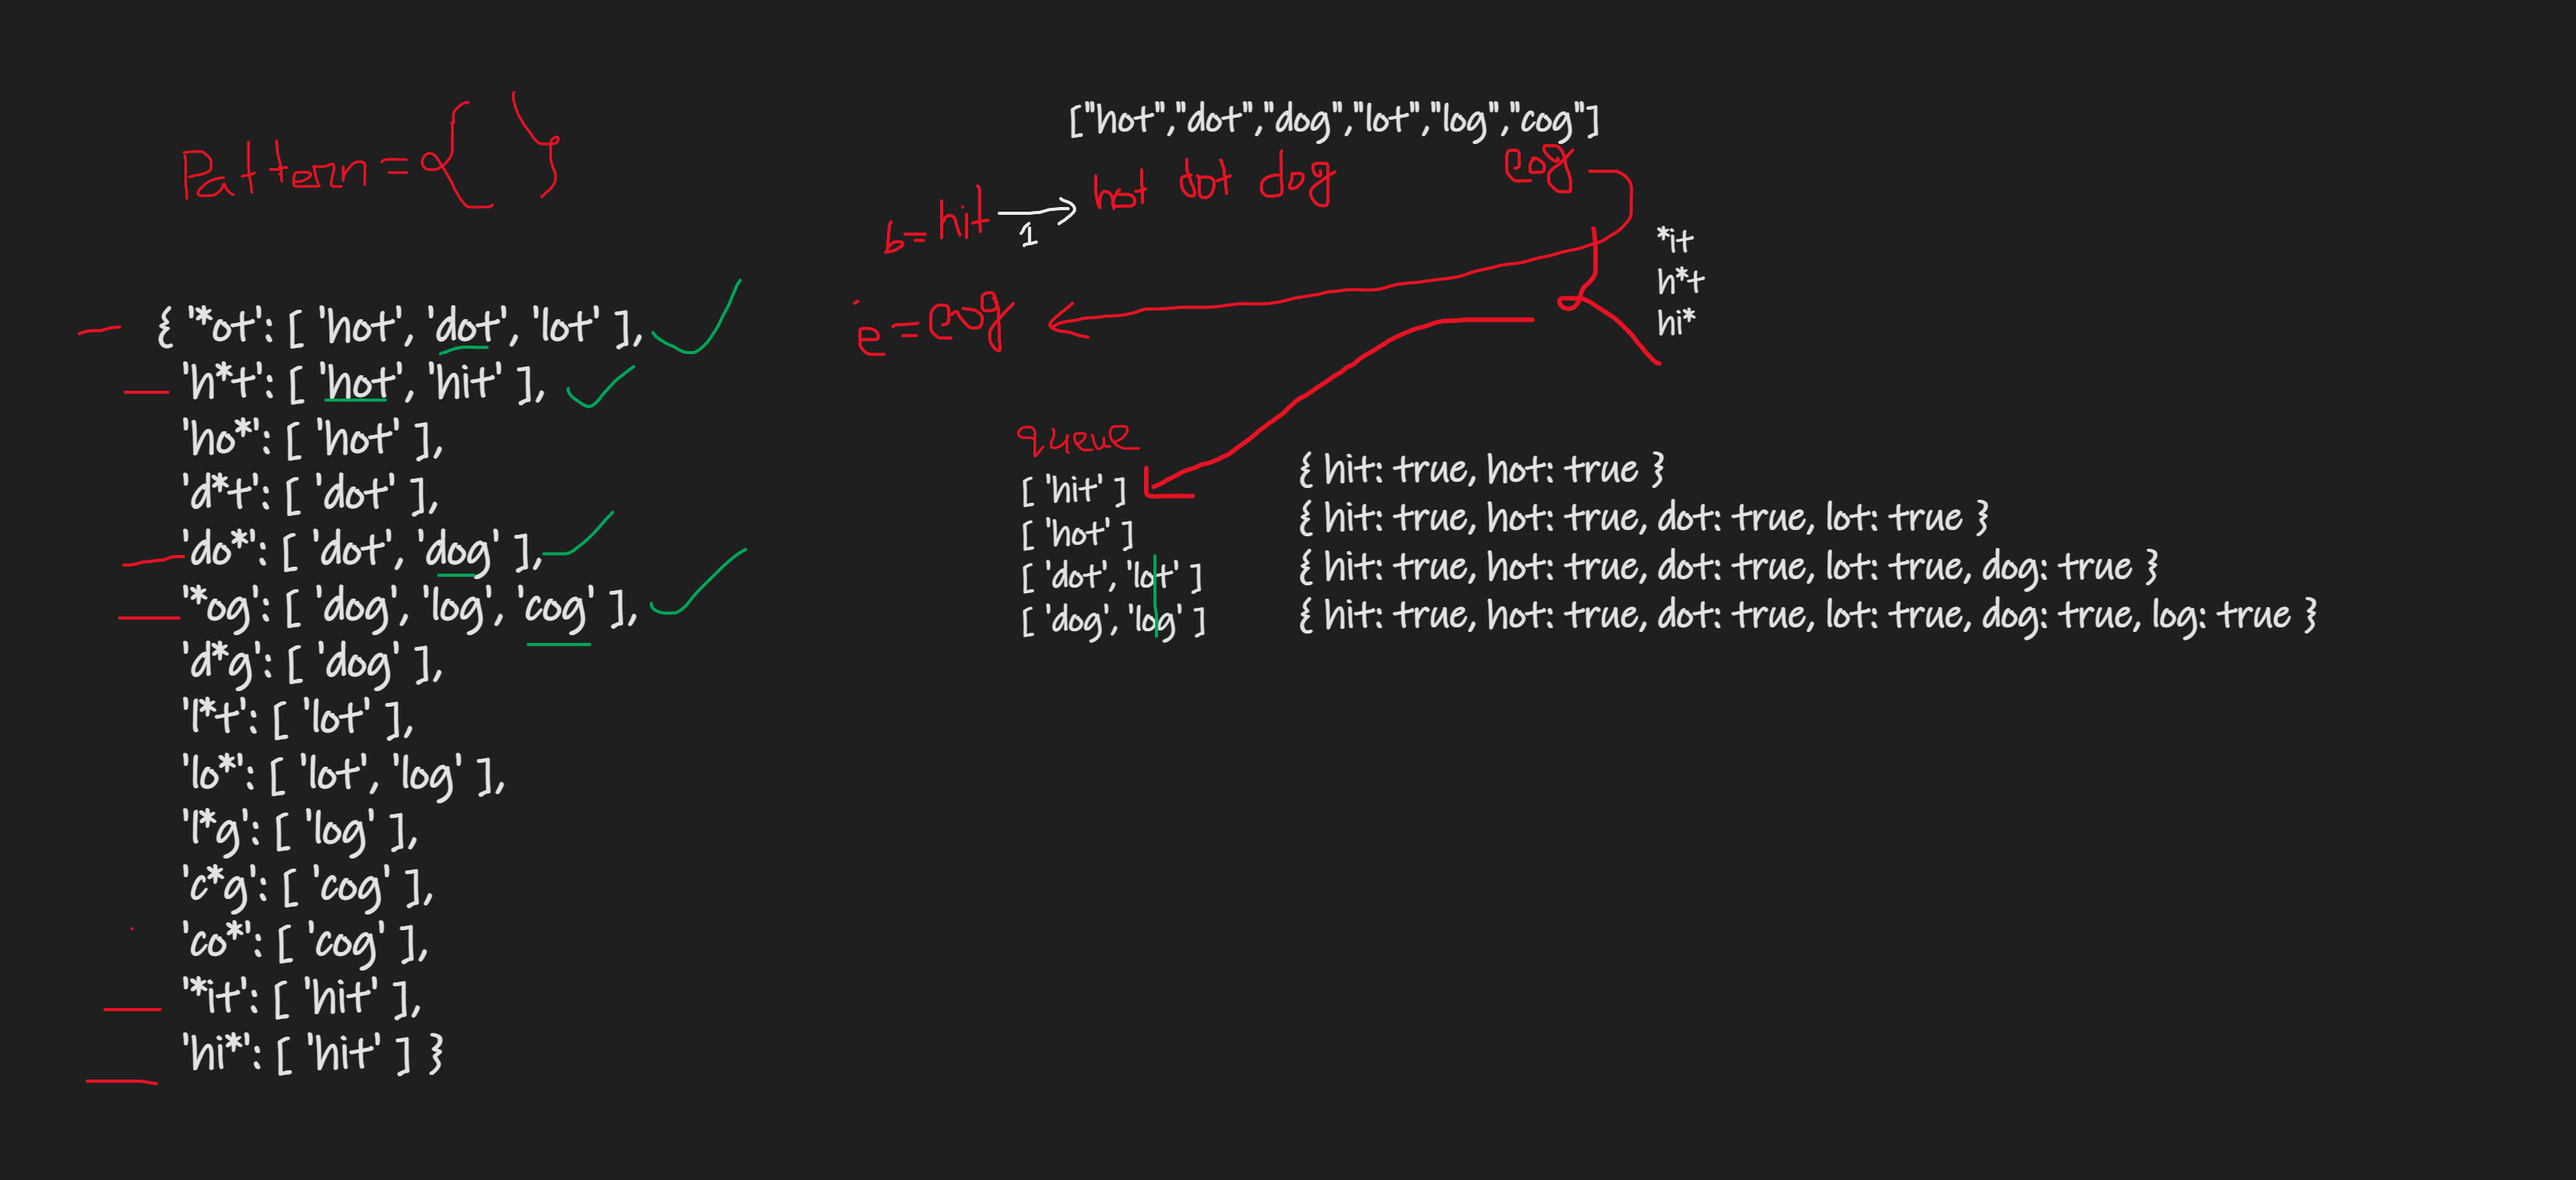 Pattern = { }
["hot","dot","dog","lot","log","cog"]
b= hit
1
hot dot dog
cog
e = cog
*it
h*t
hi*
{ '*ot': [ 'hot', 'dot', 'lot' ],
'h*t': [ 'hot', 'hit' ],
'ho*': [ 'hot' ],
'd*t': [ 'dot' ],
'do*': [ 'dot', 'dog' ],
'*og': [ 'dog', 'log', 'cog' ],
'd*g': [ 'dog' ],
'l*t': [ 'lot' ],
'lo*': [ 'lot', 'log' ],
'l*g': [ 'log' ],
'c*g': [ 'cog' ],
'co*': [ 'cog' ],
'*it': [ 'hit' ],
'hi*': [ 'hit' ] }
queue
[ 'hit' ]
[ 'hot' ]
[ 'dot', 'lot' ]
[ 'dog', 'log' ]
{ hit: true, hot: true }
{ hit: true, hot: true, dot: true, lot: true }
{ hit: true, hot: true, dot: true, lot: true, dog: true }
{ hit: true, hot: true, dot: true, lot: true, dog: true, log: true }